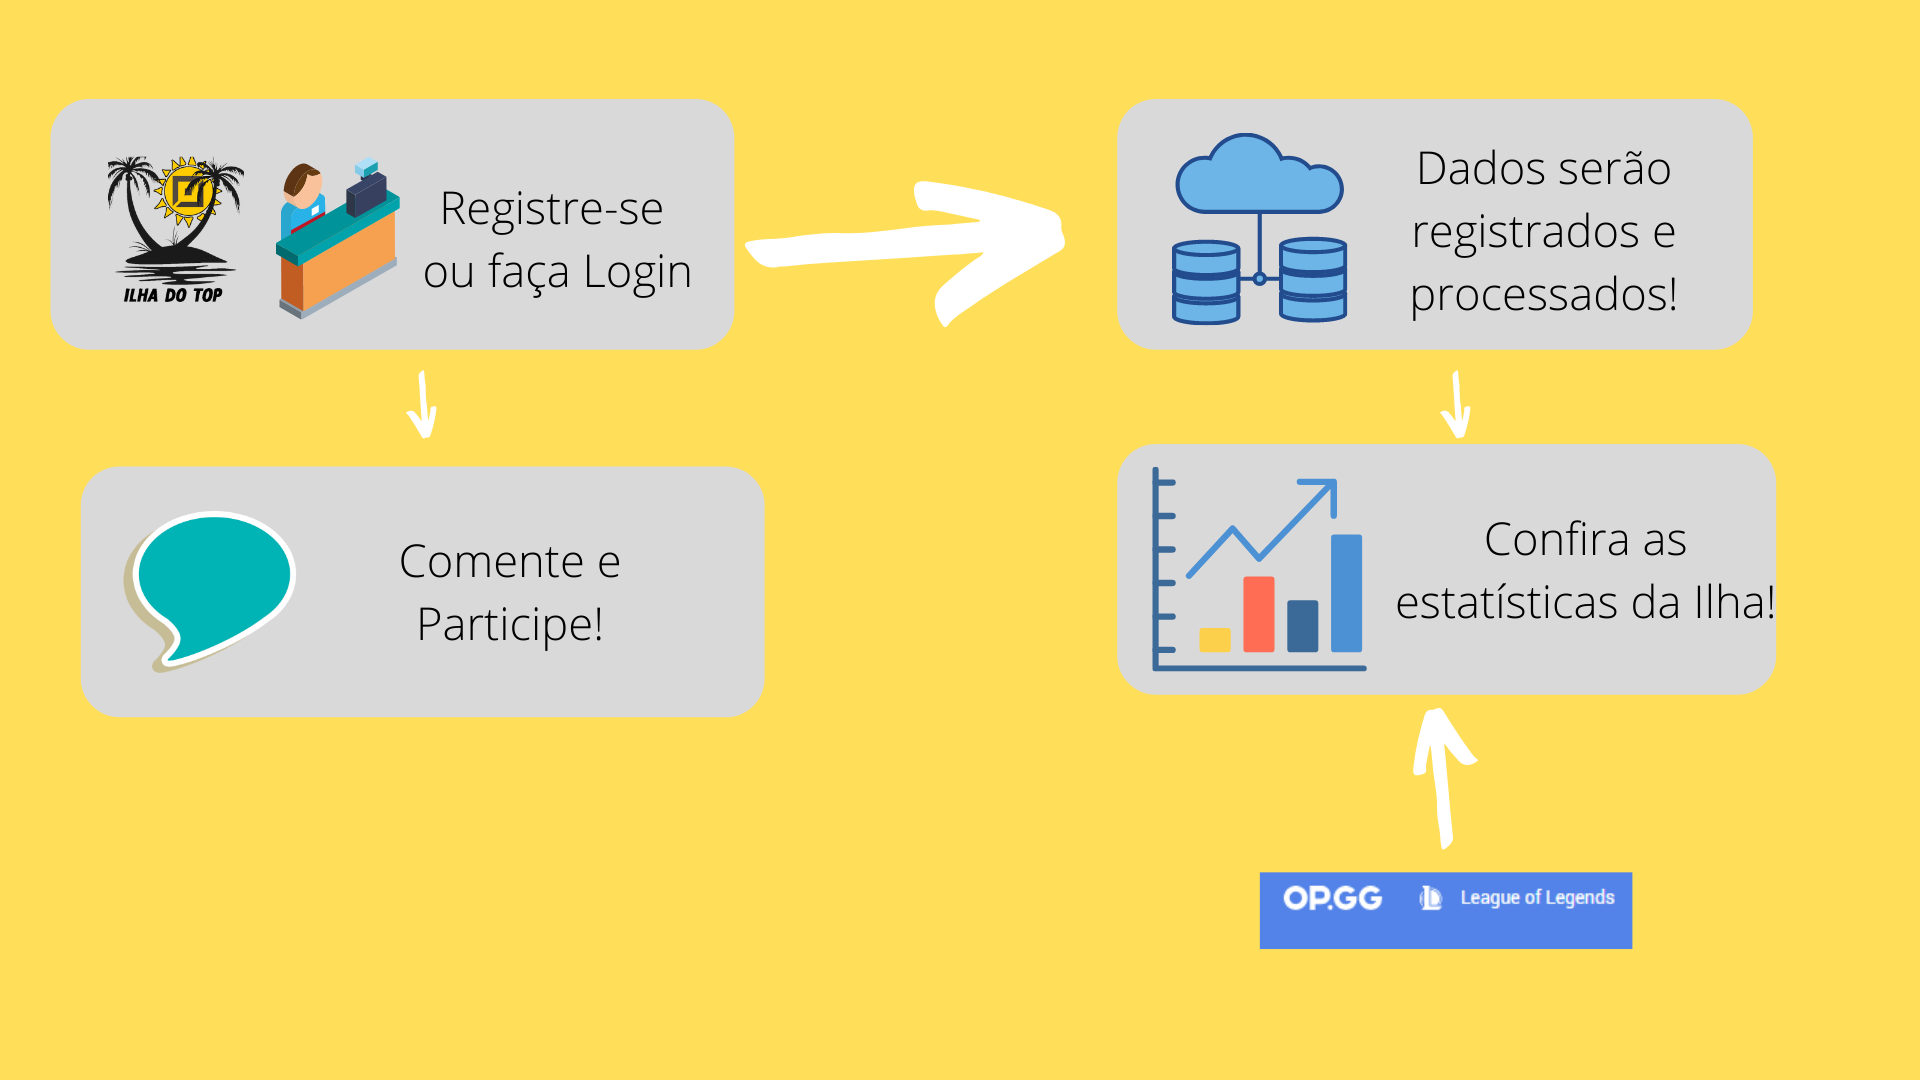 ILHA DO TOP
Registre-se
ou faça Login
Dados serão
registrados e
processados!
Comente e
Participe!
Confira as
estatísticas da Ilha!
OP.GG League of Legends